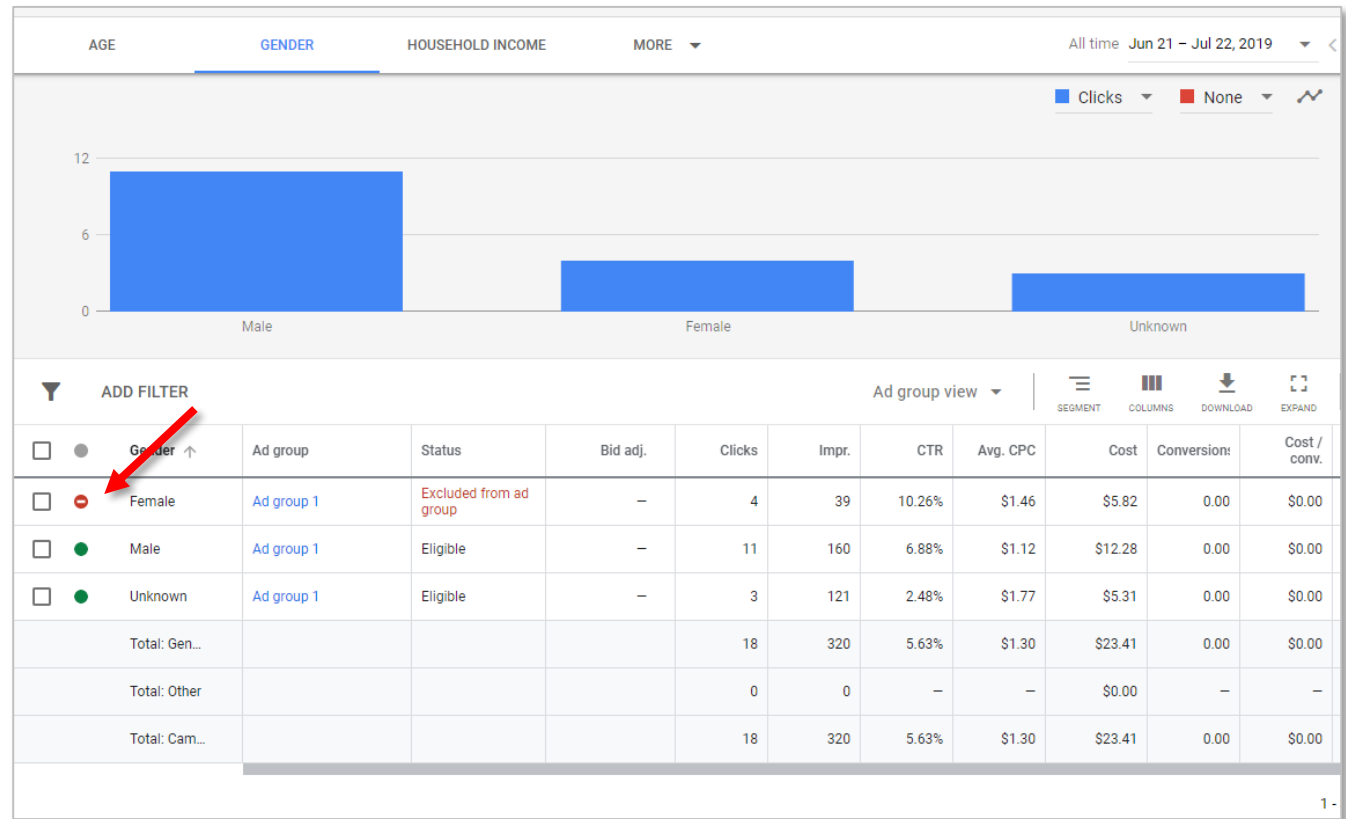 AGE GENDER HOUSEHOLD INCOME MORE All time Jun 21 – Jul 22, 2019
Clicks None
12
6
0
Male Female Unknown
ADD FILTER Ad group view SEGMENT COLUMNS DOWNLOAD EXPAND
Gender Ad group Status Bid adj. Clicks Impr. CTR Avg. CPC Cost Conversions Cost / conv.
Female Ad group 1 Excluded from ad group – 4 39 10.26% $1.46 $5.82 0.00 $0.00
Male Ad group 1 Eligible – 11 160 6.88% $1.12 $12.28 0.00 $0.00
Unknown Ad group 1 Eligible – 3 121 2.48% $1.77 $5.31 0.00 $0.00
Total: Gen... 18 320 5.63% $1.30 $23.41 0.00 $0.00
Total: Other 0 0 – – $0.00 – –
Total: Cam... 18 320 5.63% $1.30 $23.41 0.00 $0.00
1 -